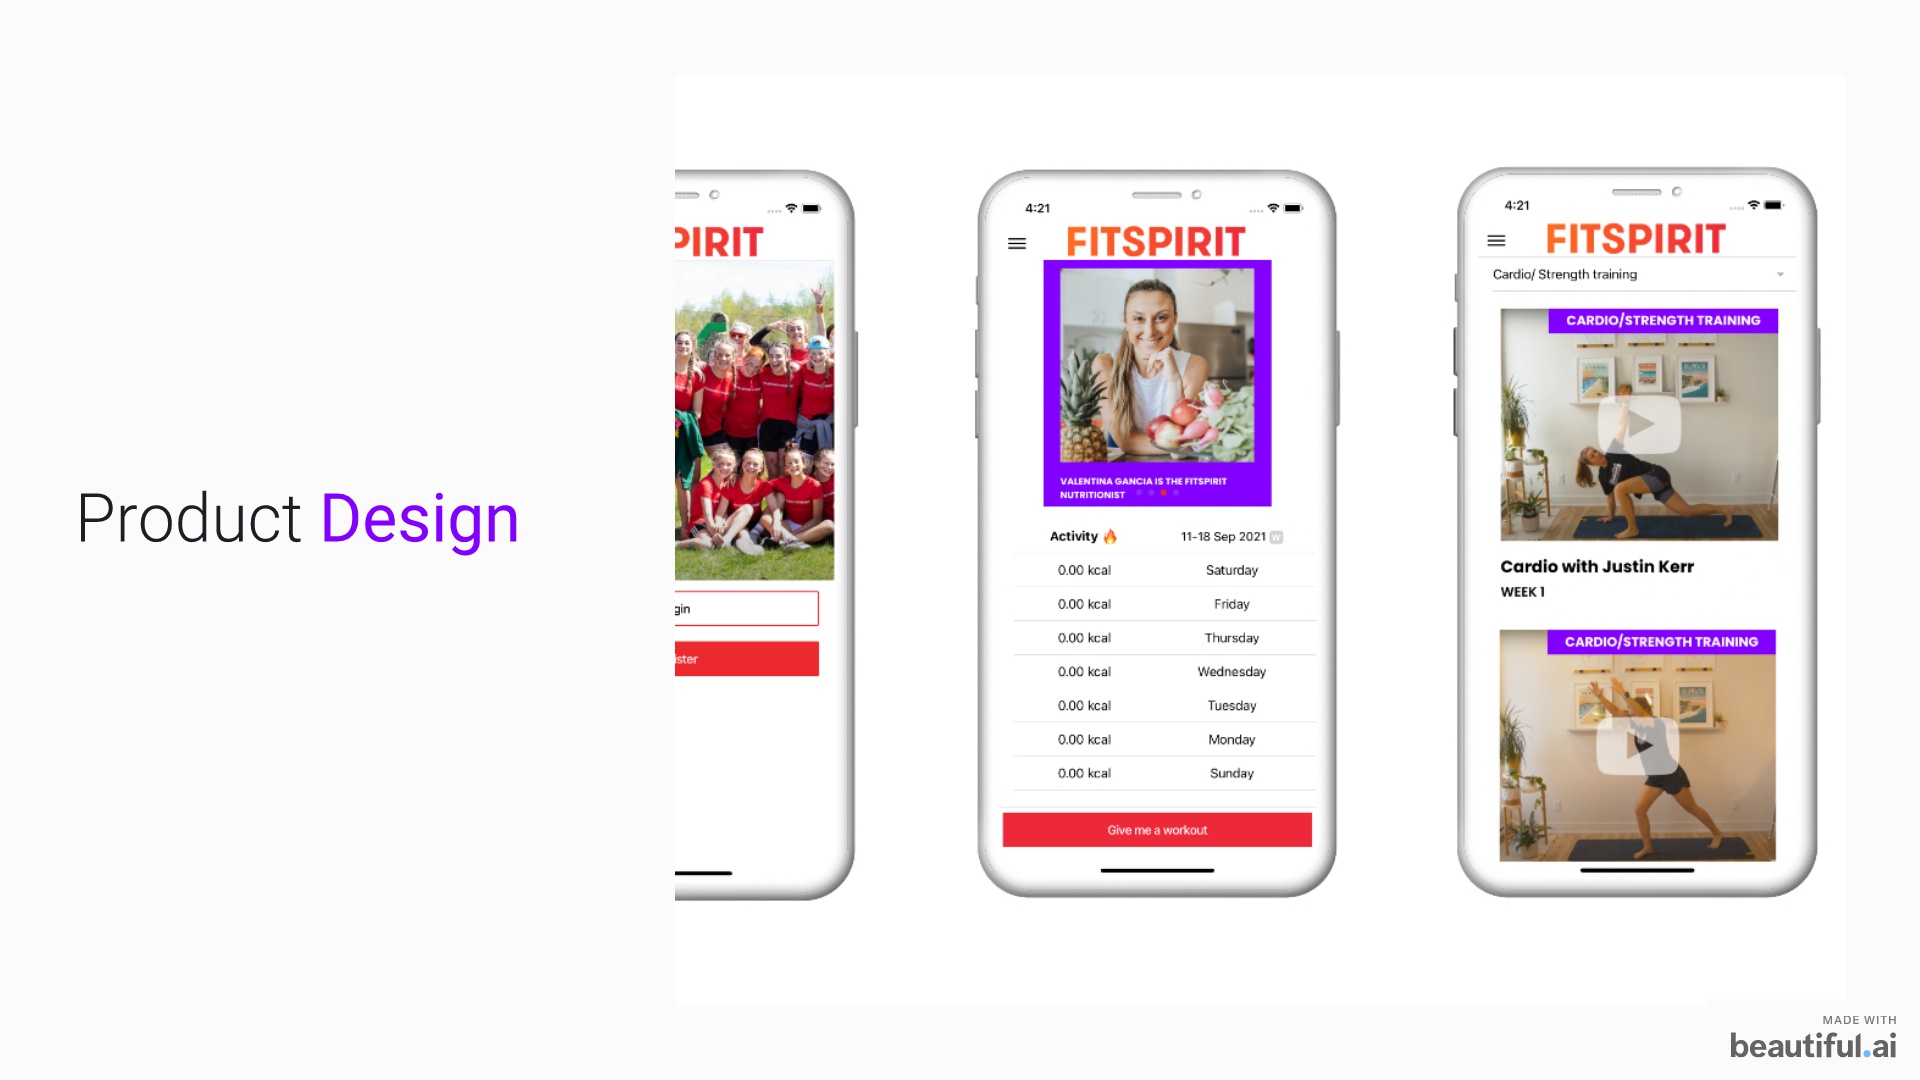 Product Design
PIRIT
gin
ister
4:21
FITSPIRIT
VALENTINA GANCIA IS THE FITSPIRIT
NUTRITIONIST
Activity 🔥 11-18 Sep 2021 W
0.00 kcal Saturday
0.00 kcal Friday
0.00 kcal Thursday
0.00 kcal Wednesday
0.00 kcal Tuesday
0.00 kcal Monday
0.00 kcal Sunday
Give me a workout
4:21
FITSPIRIT
Cardio/ Strength training
CARDIO/STRENGTH TRAINING
Cardio with Justin Kerr
WEEK 1
CARDIO/STRENGTH TRAINING
MADE WITH
beautiful.ai